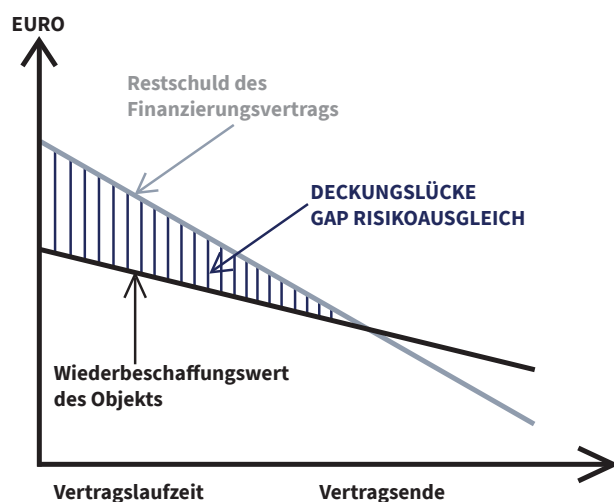 EURO
Restschuld des
Finanzierungsvertrags
DECKUNGSLÜCKE
GAP RISIKOAUSGLEICH
Wiederbeschaffungswert
des Objekts
Vertragslaufzeit
Vertragsende